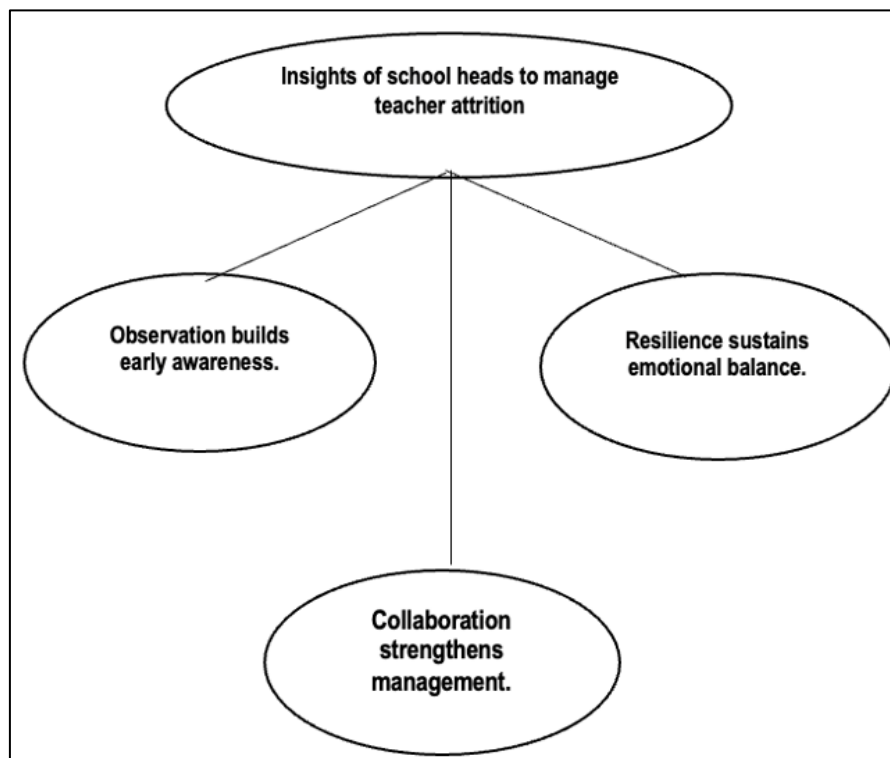 Insights of school heads to manage
teacher attrition
Observation builds
early awareness.
Resilience sustains
emotional balance.
Collaboration
strengthens
management.